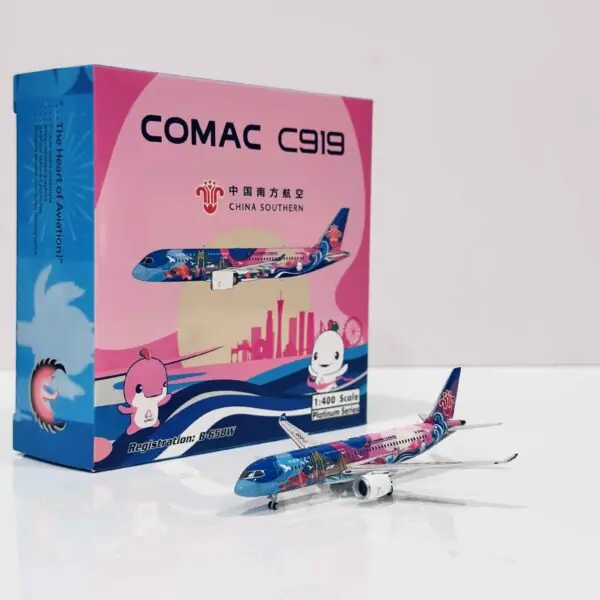 "...The Heart of Aviation!"
COMAC C919
中国南方航空
CHINA SOUTHERN
1:400 Scale
Platinum Series
Registration: B-658W